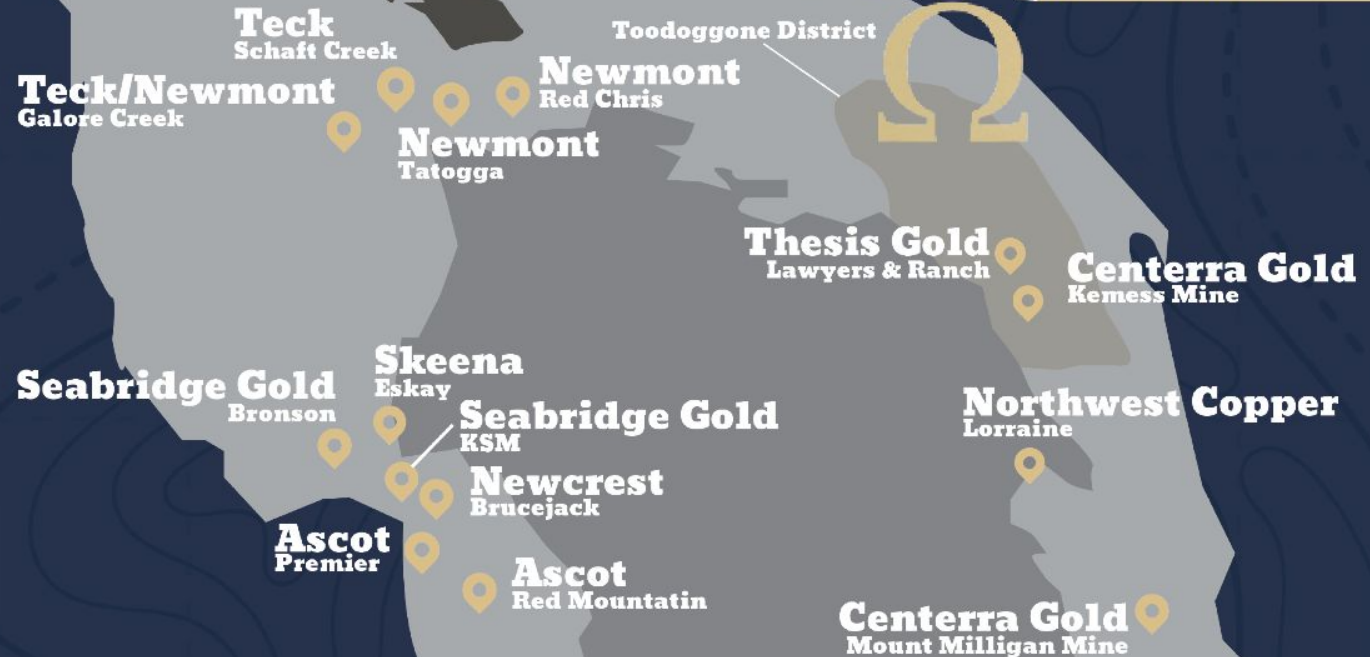 Teck
Schaft Creek
Toodoggone District
Ω
Teck/Newmont
Galore Creek
Newmont
Red Chris
Newmont
Tatogga
Thesis Gold
Lawyers & Ranch
Centerra Gold
Kemess Mine
Skeena
Eskay
Seabridge Gold
Bronson
Seabridge Gold
KSM
Northwest Copper
Lorraine
Newcrest
Brucejack
Ascot
Premier
Ascot
Red Mountatin
Centerra Gold
Mount Milligan Mine